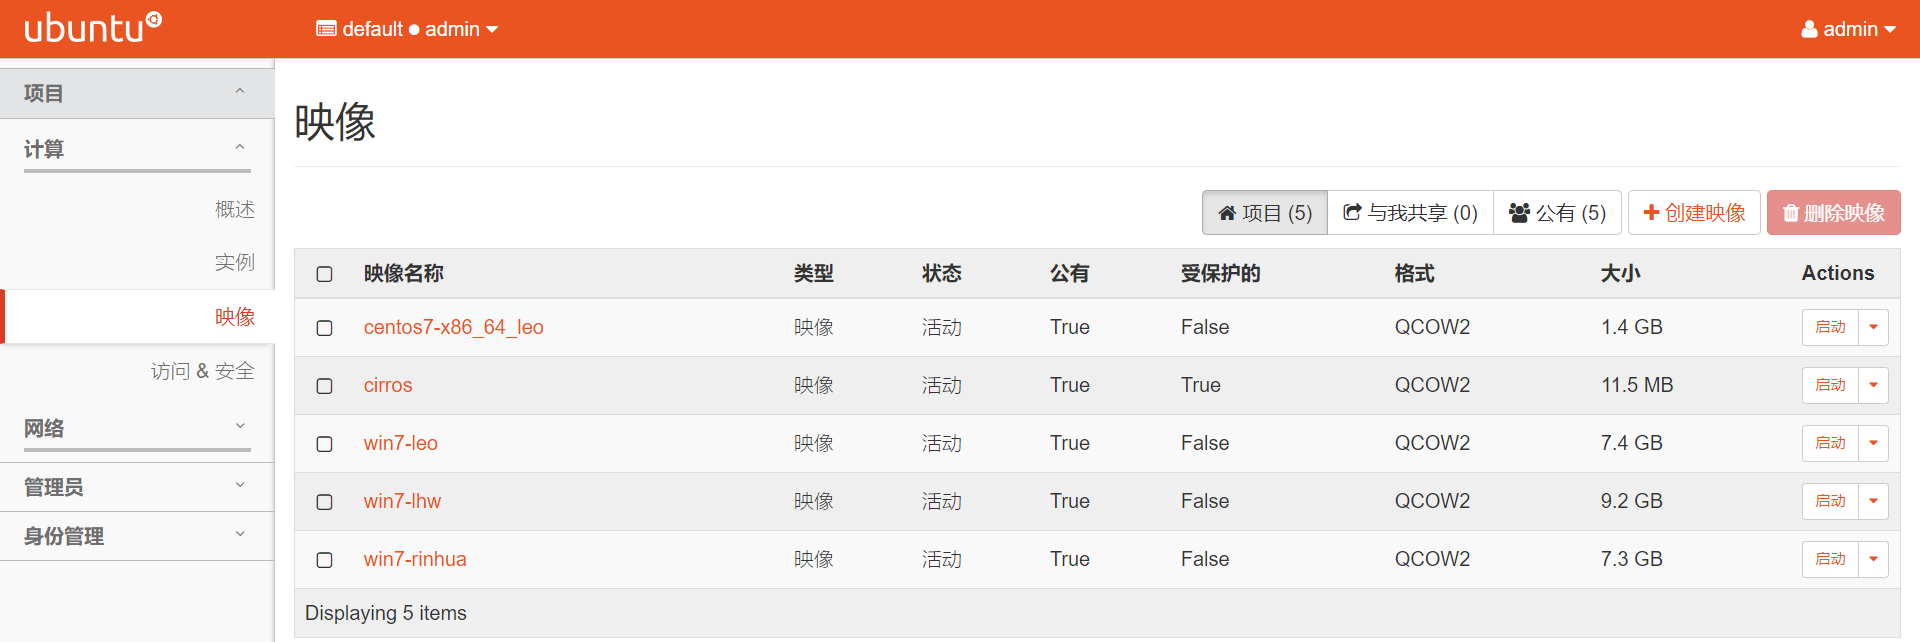 ubuntu
default ● admin
admin
项目
计算
概述
实例
映像
访问 & 安全
网络
管理员
身份管理
映像
项目 (5) 与我共享 (0) 公有 (5) 创建映像 删除映像
映像名称 类型 状态 公有 受保护的 格式 大小 Actions
centos7-x86_64_leo 映像 活动 True False QCOW2 1.4 GB 启动
cirros 映像 活动 True True QCOW2 11.5 MB 启动
win7-leo 映像 活动 True False QCOW2 7.4 GB 启动
win7-lhw 映像 活动 True False QCOW2 9.2 GB 启动
win7-rinhua 映像 活动 True False QCOW2 7.3 GB 启动
Displaying 5 items